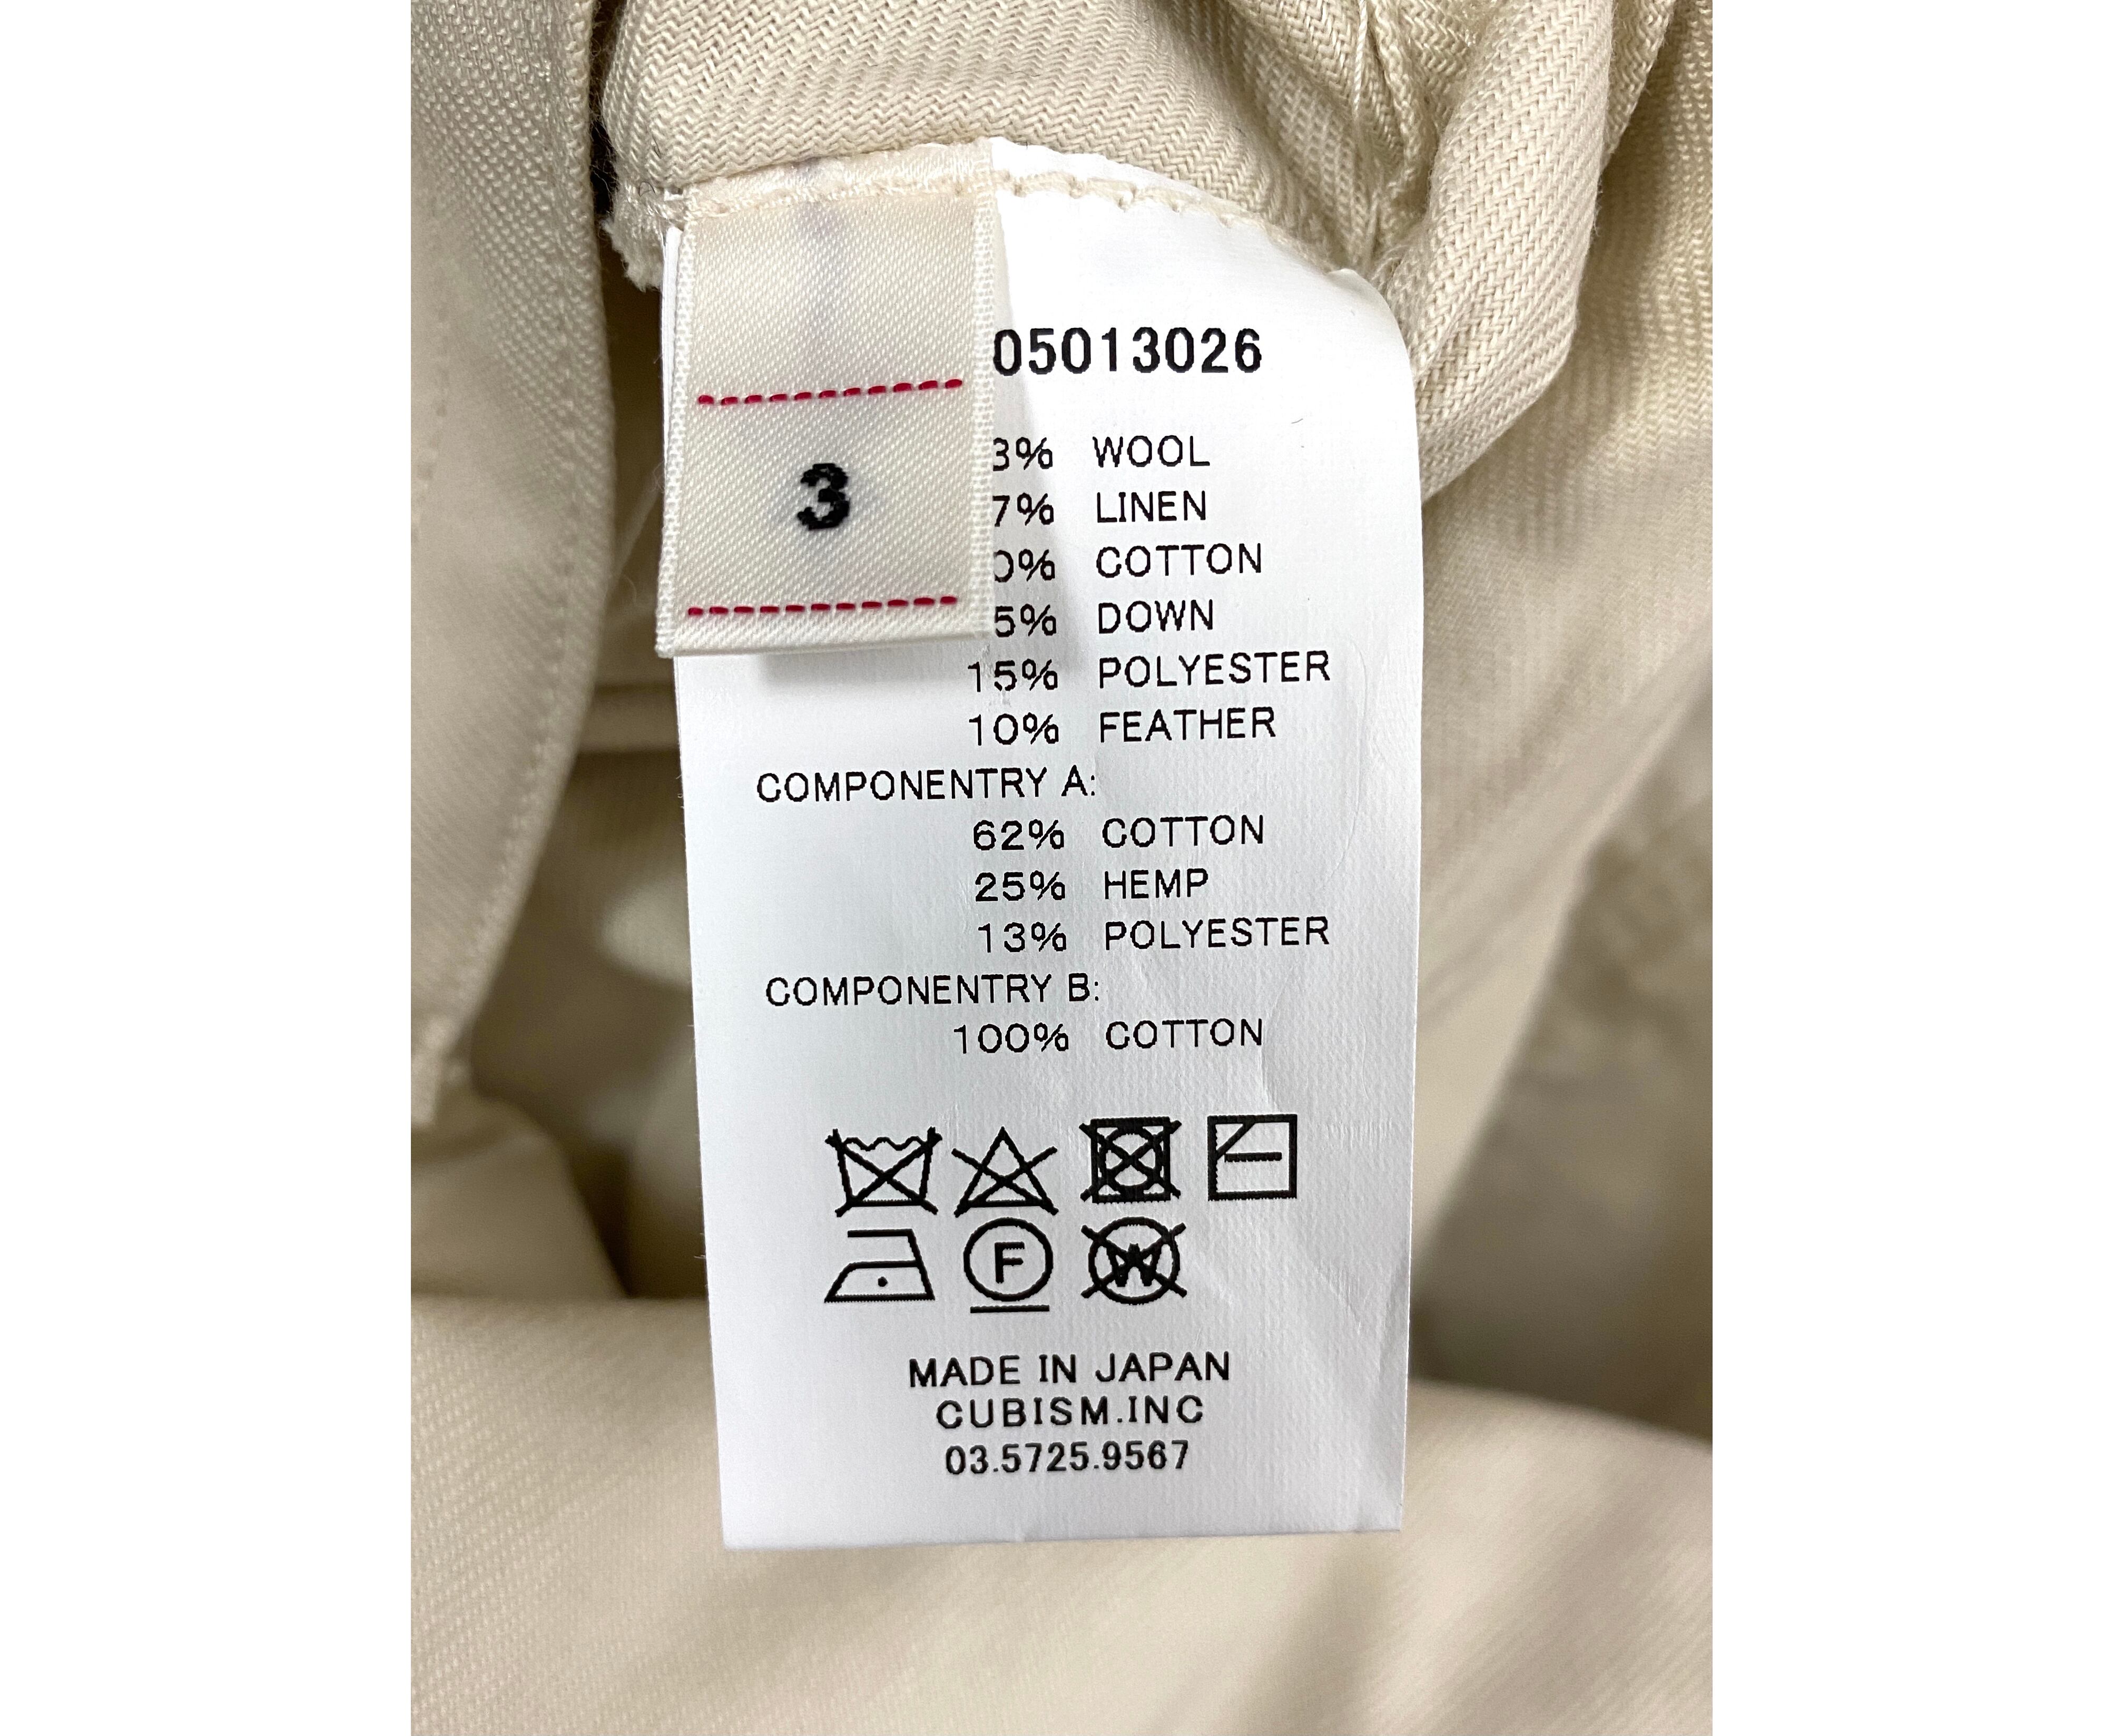 3
05013026
3% WOOL
7% LINEN
0% COTTON
5% DOWN
15% POLYESTER
10% FEATHER
COMPONENTRY A:
62% COTTON
25% HEMP
13% POLYESTER
COMPONENTRY B:
100% COTTON
F W
MADE IN JAPAN
CUBISM.INC
03.5725.9567